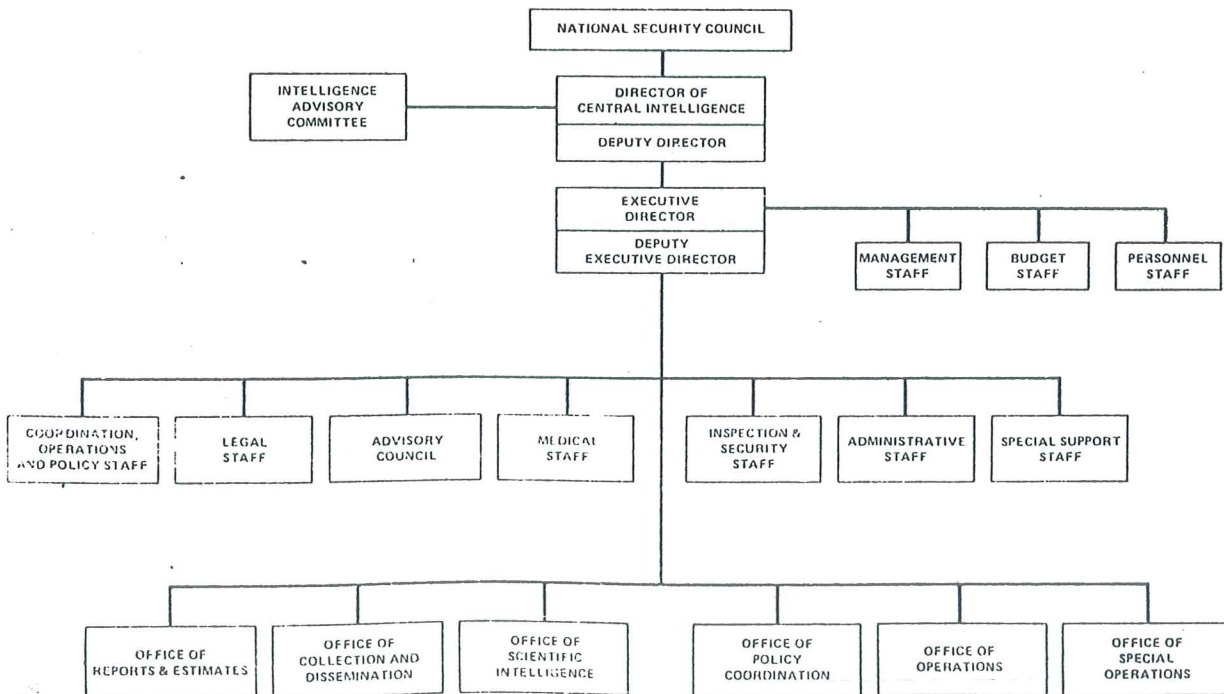 NATIONAL SECURITY COUNCIL
INTELLIGENCE
ADVISORY
COMMITTEE
DIRECTOR OF
CENTRAL INTELLIGENCE
DEPUTY DIRECTOR
EXECUTIVE
DIRECTOR
DEPUTY
EXECUTIVE DIRECTOR
MANAGEMENT
STAFF
BUDGET
STAFF
PERSONNEL
STAFF
COORDINATION,
OPERATIONS
AND POLICY STAFF
LEGAL
STAFF
ADVISORY
COUNCIL
MEDICAL
STAFF
INSPECTION &
SECURITY
STAFF
ADMINISTRATIVE
STAFF
SPECIAL SUPPORT
STAFF
OFFICE OF
REPORTS & ESTIMATES
OFFICE OF
COLLECTION AND
DISSEMINATION
OFFICE OF
SCIENTIFIC
INTELLIGENCE
OFFICE OF
POLICY
COORDINATION
OFFICE OF
OPERATIONS
OFFICE OF
SPECIAL
OPERATIONS